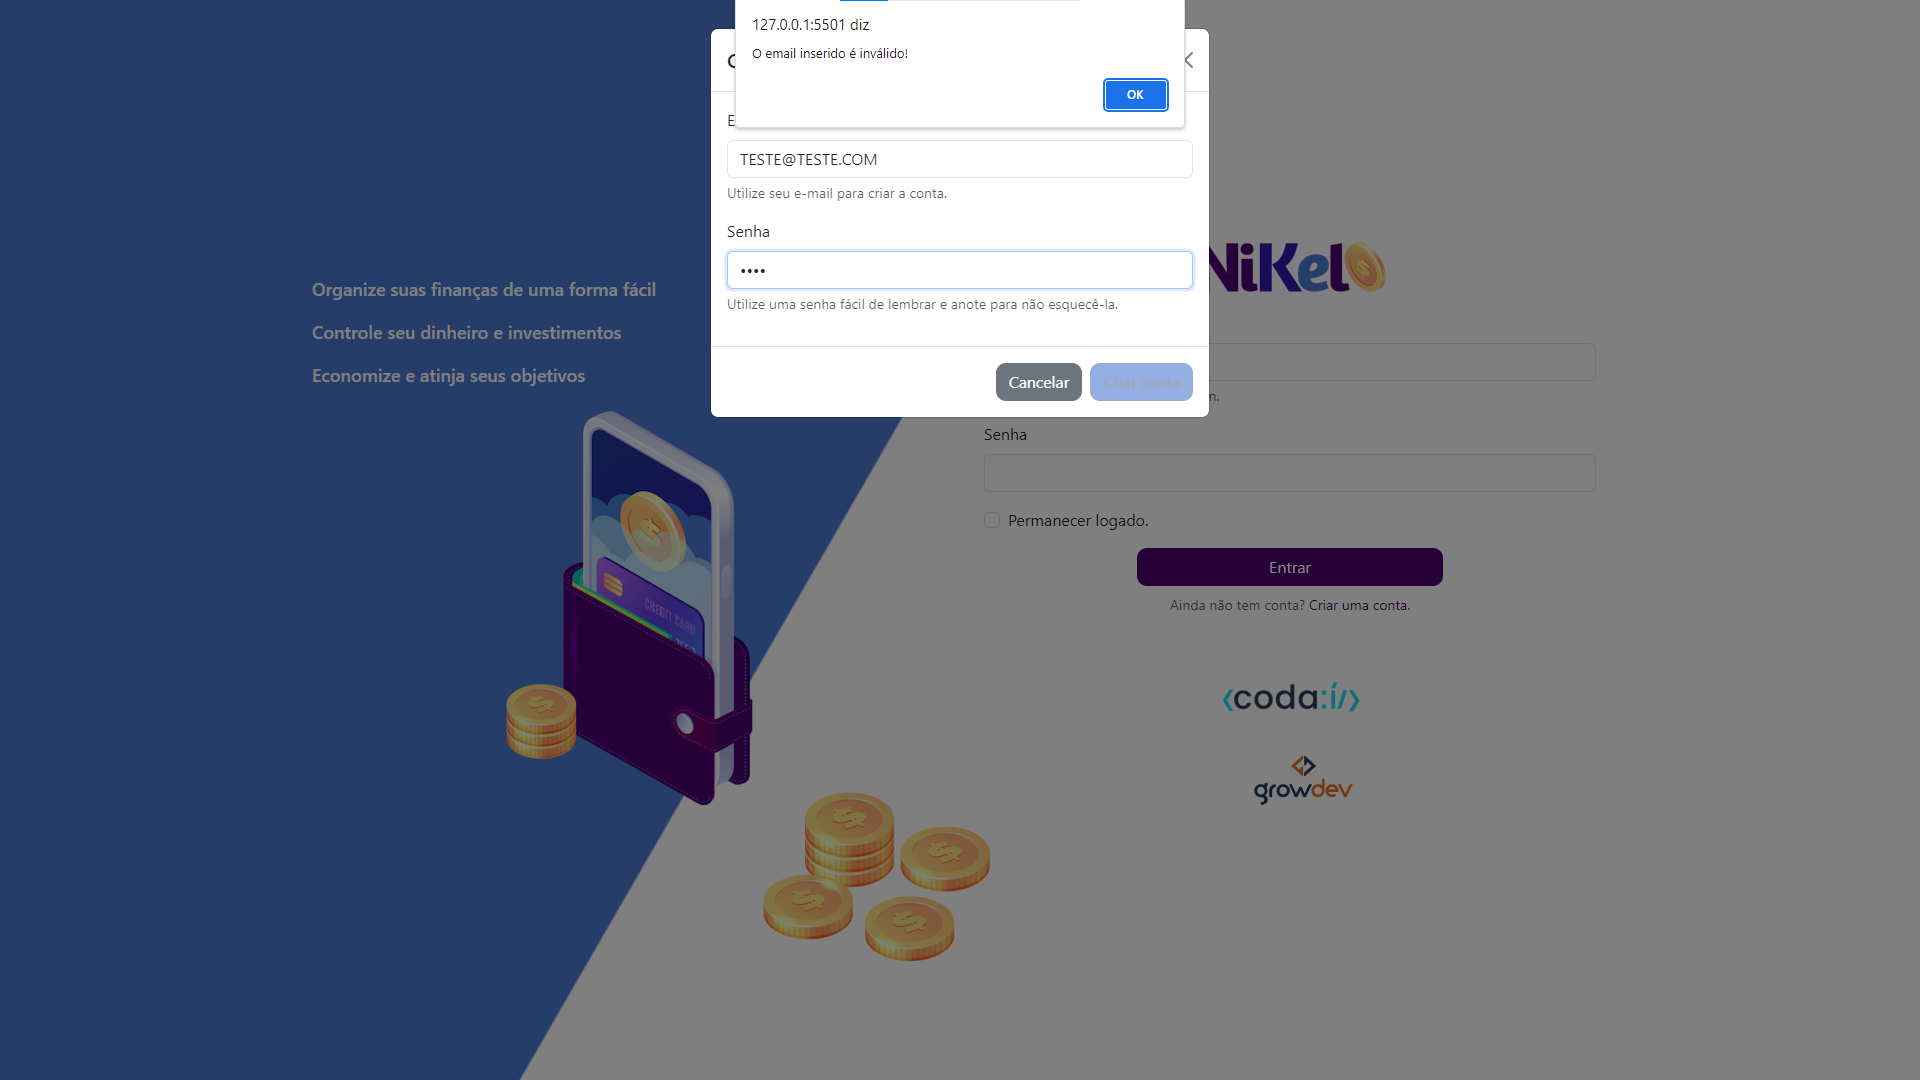 127.0.0.1:5501 diz
O email inserido é inválido!
OK
TESTE@TESTE.COM
Utilize seu e-mail para criar a conta.
Senha
Utilize uma senha fácil de lembrar e anote para não esquecê-la.
Cancelar
Criar conta
Organize suas finanças de uma forma fácil
Controle seu dinheiro e investimentos
Economize e atinja seus objetivos
CREDIT CARD
NiKel
Senha
Permanecer logado.
Entrar
Ainda não tem conta? Criar uma conta.
<coda:í/>
growdev